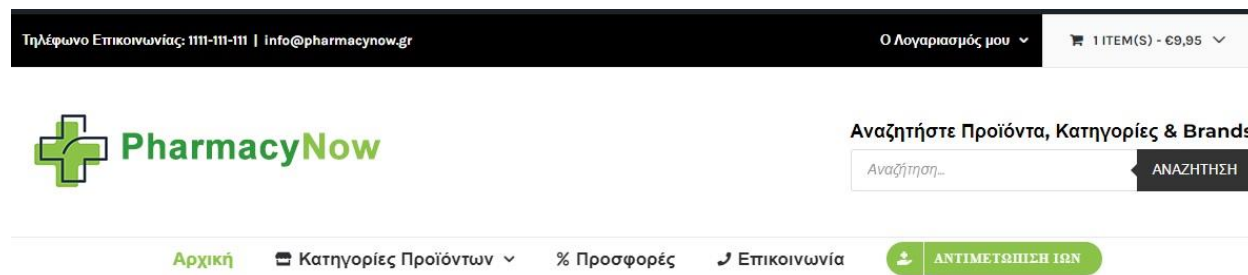 Τηλέφωνο Επικοινωνίας: 1111-111-111 | info@pharmacynow.gr
Ο Λογαριασμός μου
1 ITEM(S) - €9,95
PharmacyNow
Αναζητήστε Προϊόντα, Κατηγορίες & Brands
Αναζήτηση...
ΑΝΑΖΗΤΗΣΗ
Αρχική
Κατηγορίες Προϊόντων
% Προσφορές
Επικοινωνία
ΑΝΤΙΜΕΤΩΠΙΣΗ ΙΩΝ